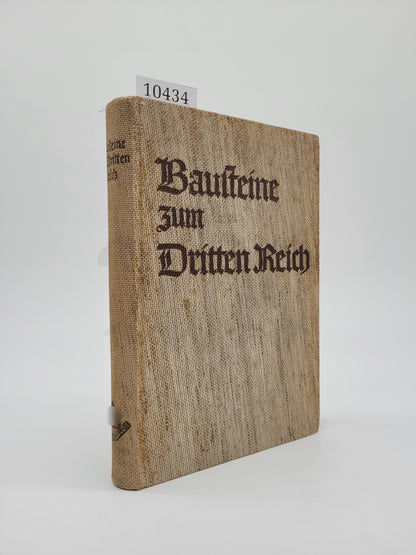 10434
Bausteine
zum
Dritten Reich